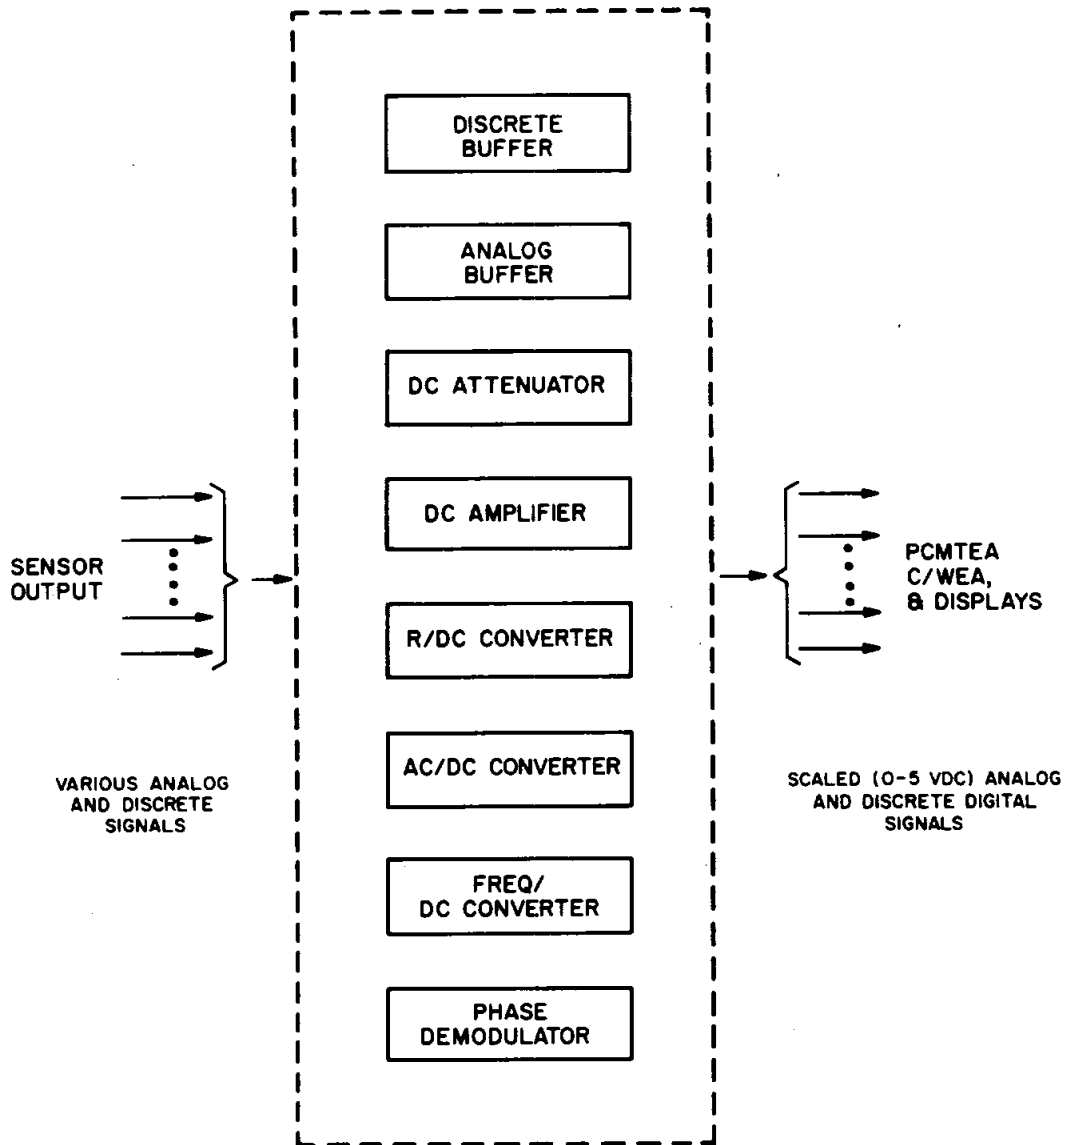 DISCRETE
BUFFER
ANALOG
BUFFER
DC ATTENUATOR
DC AMPLIFIER
R/DC CONVERTER
AC/DC CONVERTER
FREQ/
DC CONVERTER
PHASE
DEMODULATOR
SENSOR
OUTPUT
VARIOUS ANALOG
AND DISCRETE
SIGNALS
PCMTEA
C/WEA,
& DISPLAYS
SCALED (0-5 VDC) ANALOG
AND DISCRETE DIGITAL
SIGNALS